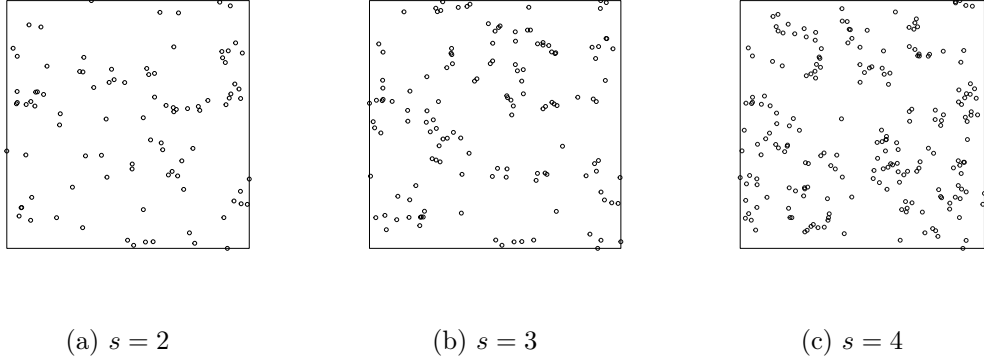 (a) s = 2
(b) s = 3
(c) s = 4